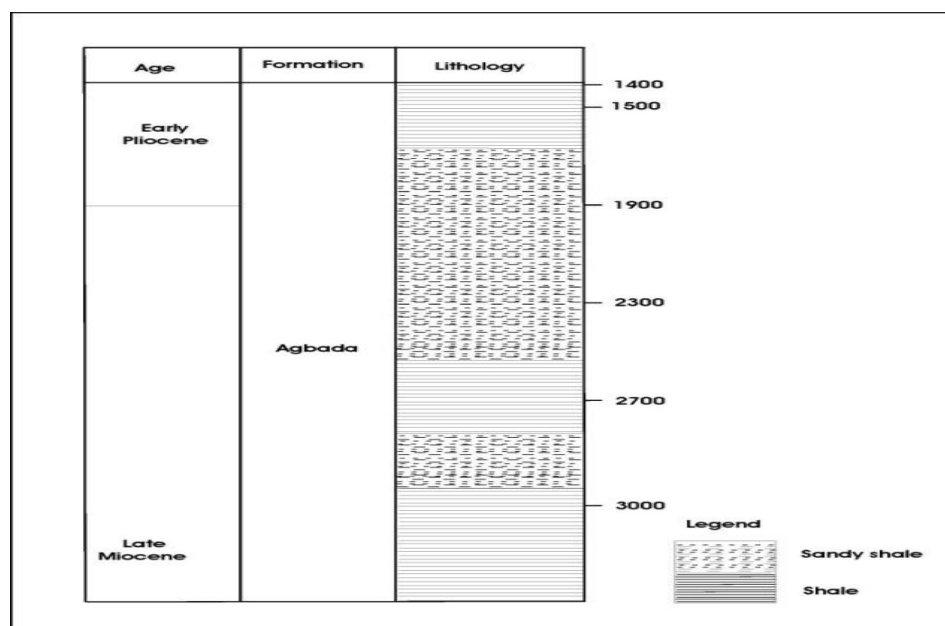 Age
Formation
Lithology
1400
1500
Early
Pliocene
1900
2300
Agbada
2700
3000
Late
Miocene
Legend
Sandy shale
Shale